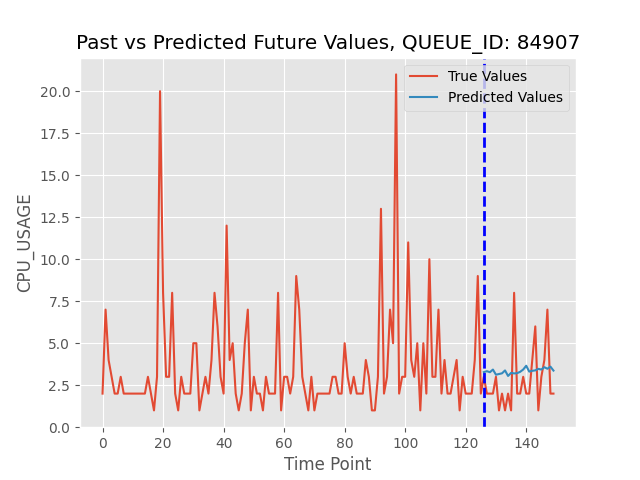 Past vs Predicted Future Values, QUEUE_ID: 84907
True Values
Predicted Values
CPU_USAGE
20.0
17.5
15.0
12.5
10.0
7.5
5.0
2.5
0.0
0 20 40 60 80 100 120 140
Time Point